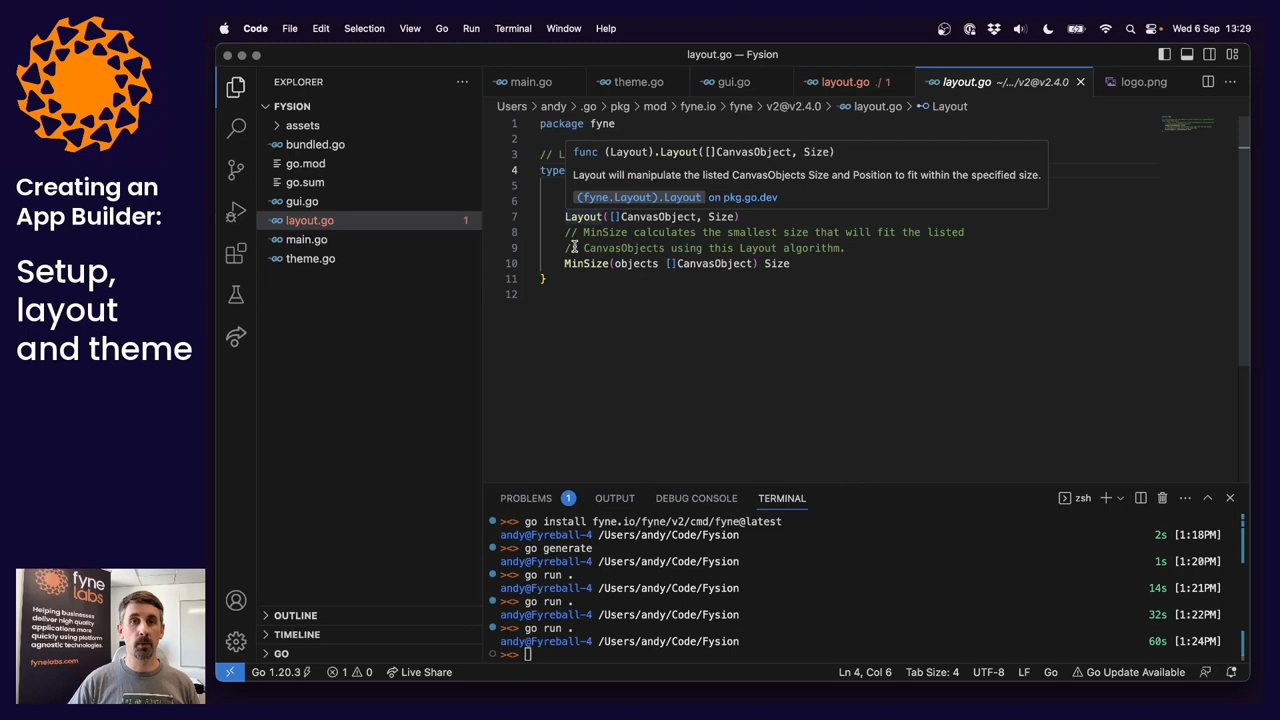 Creating an
App Builder:
Setup,
layout
and theme
fyne
labs
Helping businesses
deliver high quality
applications more
quickly using platform
agnostic technologies.
fynelabs.com
Code File Edit Selection View Go Run Terminal Window Help
Wed 6 Sep 13:29
layout.go — Fysion
EXPLORER
FYSION
assets
bundled.go
go.mod
go.sum
gui.go
layout.go 1
main.go
theme.go
OUTLINE
TIMELINE
GO
main.go theme.go gui.go layout.go ./ 1 layout.go ~/.../v2@v2.4.0 logo.png
Users > andy > .go > pkg > mod > fyne.io > fyne > v2@v2.4.0 > layout.go > Layout
1 package fyne
2
3 // L
4 type
5
6
7 Layout([]CanvasObject, Size)
8 // MinSize calculates the smallest size that will fit the listed
9 // CanvasObjects using this Layout algorithm.
10 MinSize(objects []CanvasObject) Size
11 }
12
func (Layout).Layout([]CanvasObject, Size)
Layout will manipulate the listed CanvasObjects Size and Position to fit within the specified size.
(fyne.Layout).Layout on pkg.go.dev
PROBLEMS 1 OUTPUT DEBUG CONSOLE TERMINAL
zsh
><> go install fyne.io/fyne/v2/cmd/fyne@latest
andy@Fyreball-4 /Users/andy/Code/Fysion 2s [1:18PM]
><> go generate
andy@Fyreball-4 /Users/andy/Code/Fysion 1s [1:20PM]
><> go run .
andy@Fyreball-4 /Users/andy/Code/Fysion 14s [1:21PM]
><> go run .
andy@Fyreball-4 /Users/andy/Code/Fysion 32s [1:22PM]
><> go run .
andy@Fyreball-4 /Users/andy/Code/Fysion 60s [1:24PM]
><>
Go 1.20.3 1 0 Live Share
Ln 4, Col 6 Tab Size: 4 UTF-8 LF Go Go Update Available